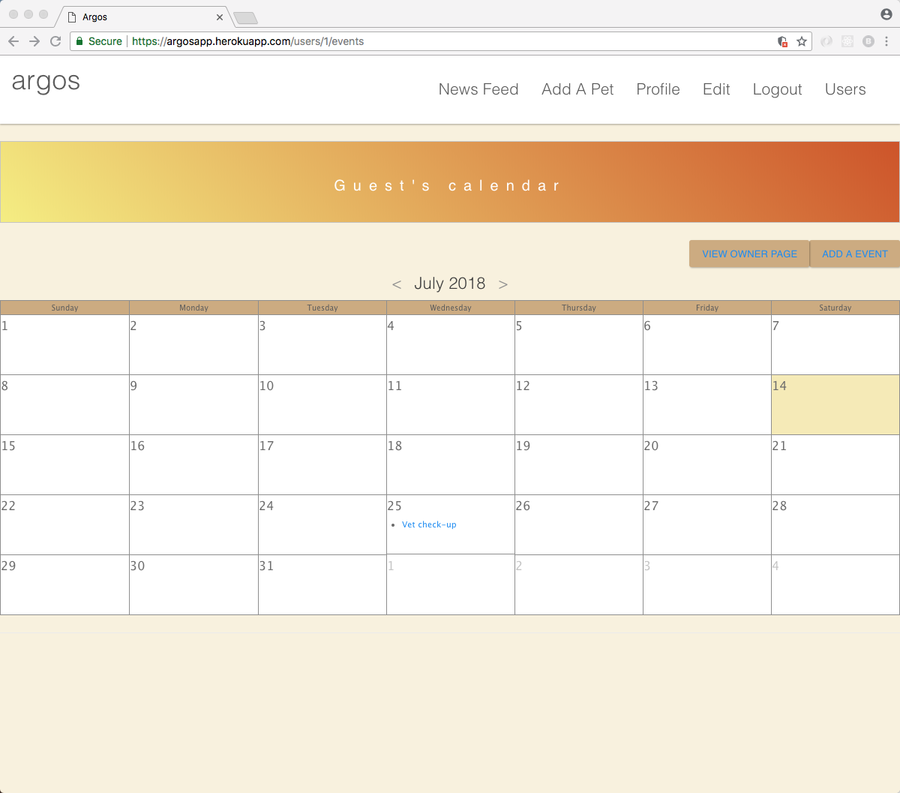 Argos
Secure https://argosapp.herokuapp.com/users/1/events
argos
News Feed Add A Pet Profile Edit Logout Users
Guest's calendar
VIEW OWNER PAGE ADD A EVENT
< July 2018 >
Sunday Monday Tuesday Wednesday Thursday Friday Saturday
1 2 3 4 5 6 7
8 9 10 11 12 13 14
15 16 17 18 19 20 21
22 23 24 25 26 27 28
Vet check-up
29 30 31 1 2 3 4